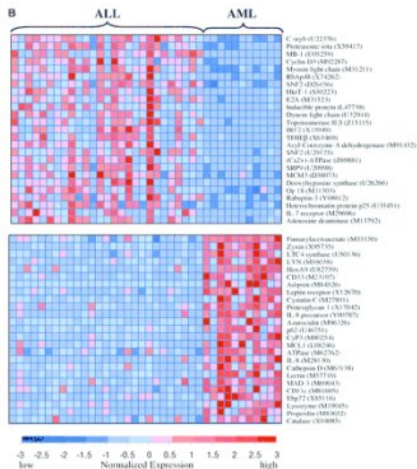 B
ALL
AML
C-myb (U22376)
Proteasome iota (X59417)
MB-1 (U05259)
Cyclin D3 (M92287)
Myosin light chain (M31211)
RbAp48 (X74262)
SNF2 (D26156)
HkrT-1 (S50223)
E2A (M31523)
Inducible protein (L47738)
Dynein light chain (U32944)
Topoisomerase II β (Z15115)
IRF2 (X15949)
TFIIEβ (X63469)
Acyl-Coenzyme A dehydrogenase (M91432)
SNF2 (U29175)
(Ca2+)-ATPase (Z69881)
SRP9 (U20998)
MCM3 (D38073)
Deoxyhypusine synthase (U26266)
Op 18 (M31303)
Rabaptin-5 (Y08612)
Heterochromatin protein p25 (U35451)
IL-7 receptor (M29696)
Adenosine deaminase (M13792)
Fumarylacetoacetate (M55150)
Zyxin (X95735)
LTC4 synthase (U50136)
LYN (M16038)
HoxA9 (U82759)
CD33 (M23197)
Adipsin (M84526)
Leptin receptor (Y12670)
Cystatin C (M27891)
Proteoglycan 1 (X17042)
IL-8 precursor (Y00787)
Azurocidin (M96326)
p62 (U46751)
CyP3 (M80254)
MCL1 (L08246)
ATPase (M62762)
IL-8 (M28130)
Cathepsin D (M63138)
Lectin (M57710)
MAD-3 (M69043)
CD11c (M81695)
Ebp72 (X85116)
Lysozyme (M19045)
Properdin (M83652)
Catalase (X04085)
-3 -2.5 -2 -1.5 -1 -0.5 0 0.5 1 1.5 2 2.5 3
low Normalized Expression high